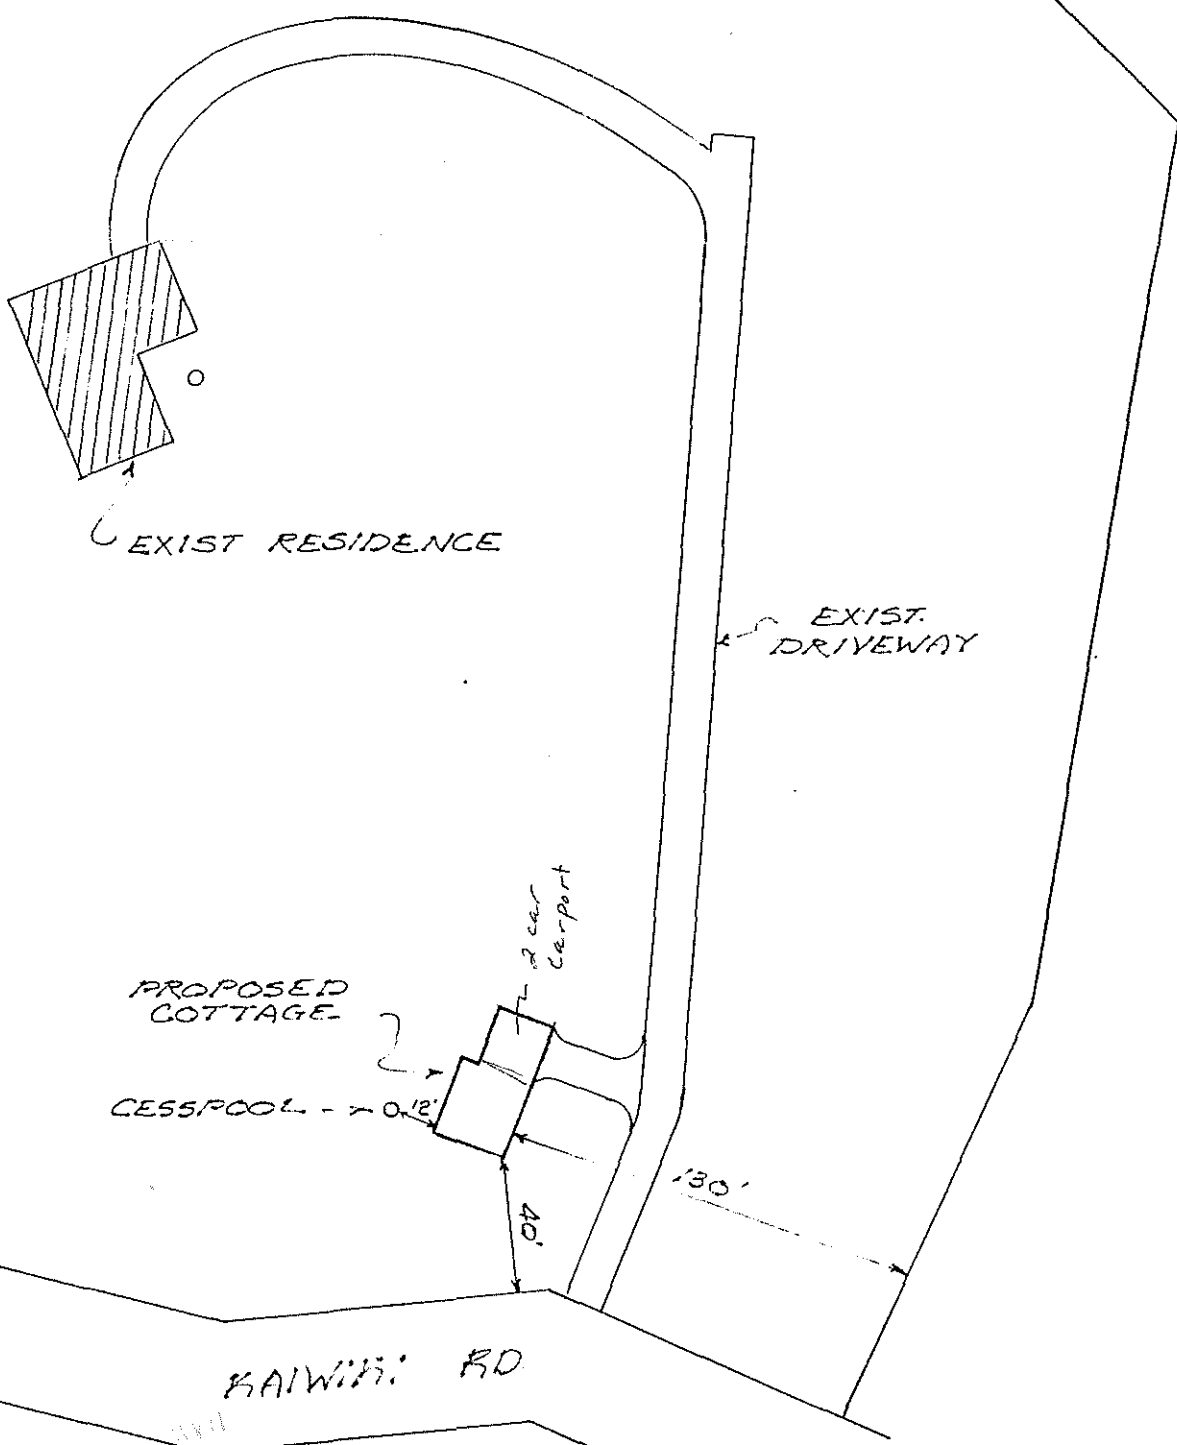 EXIST RESIDENCE
EXIST.
DRIVEWAY
2 car
carport
PROPOSED
COTTAGE
CESSPOOL
12'
130'
40'
KAIWIKI RD